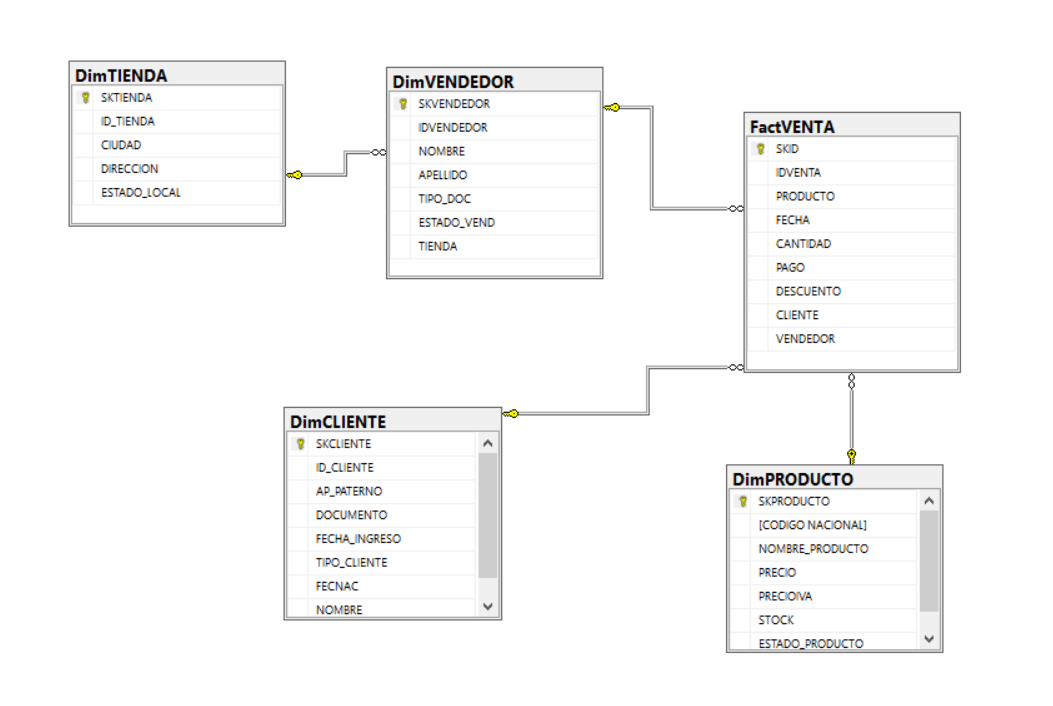 DimTIENDA
SKTIENDA
ID_TIENDA
CIUDAD
DIRECCION
ESTADO_LOCAL
DimVENDEDOR
SKVENDEDOR
IDVENDEDOR
NOMBRE
APELLIDO
TIPO_DOC
ESTADO_VEND
TIENDA
FactVENTA
SKID
IDVENTA
PRODUCTO
FECHA
CANTIDAD
PAGO
DESCUENTO
CLIENTE
VENDEDOR
DimCLIENTE
SKCLIENTE
ID_CLIENTE
AP_PATERNO
DOCUMENTO
FECHA_INGRESO
TIPO_CLIENTE
FECNAC
NOMBRE
DimPRODUCTO
SKPRODUCTO
[CODIGO NACIONAL]
NOMBRE_PRODUCTO
PRECIO
PRECIOIVA
STOCK
ESTADO_PRODUCTO